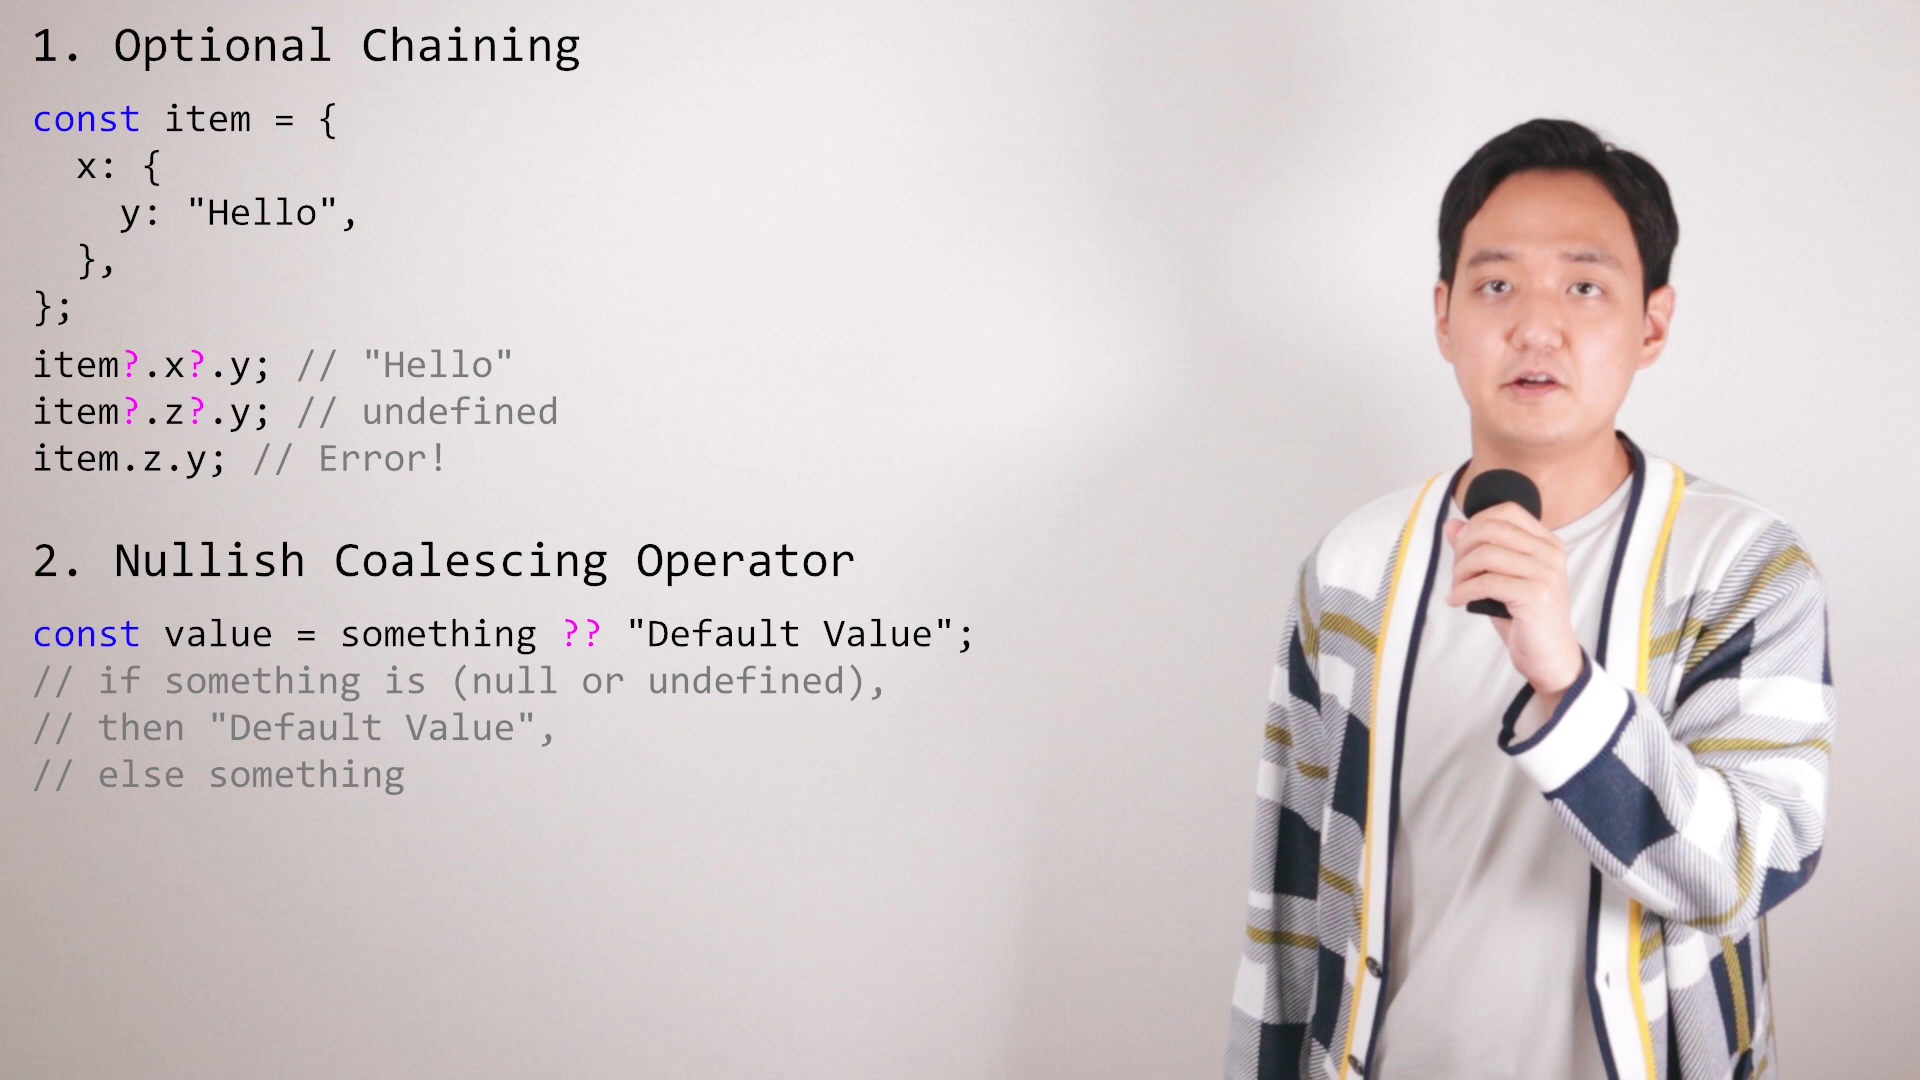 1. Optional Chaining
const item = {
  x: {
    y: "Hello",
  },
};
item?.x?.y; // "Hello"
item?.z?.y; // undefined
item.z.y; // Error!
2. Nullish Coalescing Operator
const value = something ?? "Default Value";
// if something is (null or undefined),
// then "Default Value",
// else something